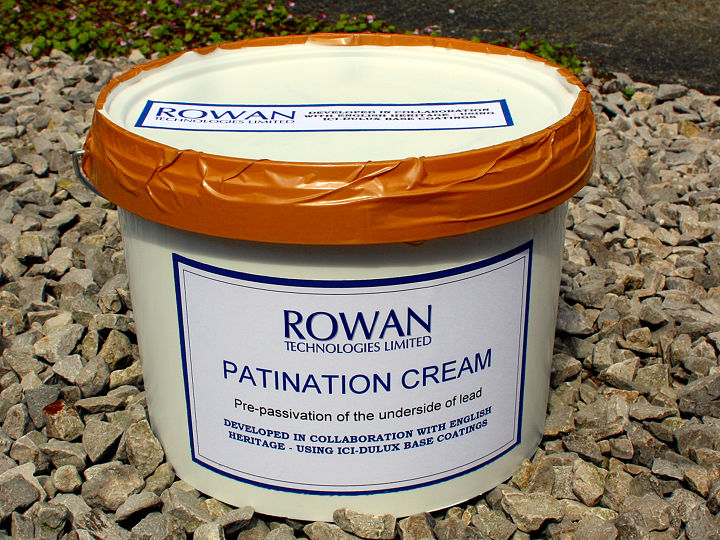 ROWAN
TECHNOLOGIES LIMITED
DEVELOPED IN COLLABORATION
WITH ENGLISH HERITAGE - USING
ICI-DULUX BASE COATINGS
ROWAN
TECHNOLOGIES LIMITED
PATINATION CREAM
Pre-passivation of the underside of lead
DEVELOPED IN COLLABORATION WITH ENGLISH
HERITAGE - USING ICI-DULUX BASE COATINGS